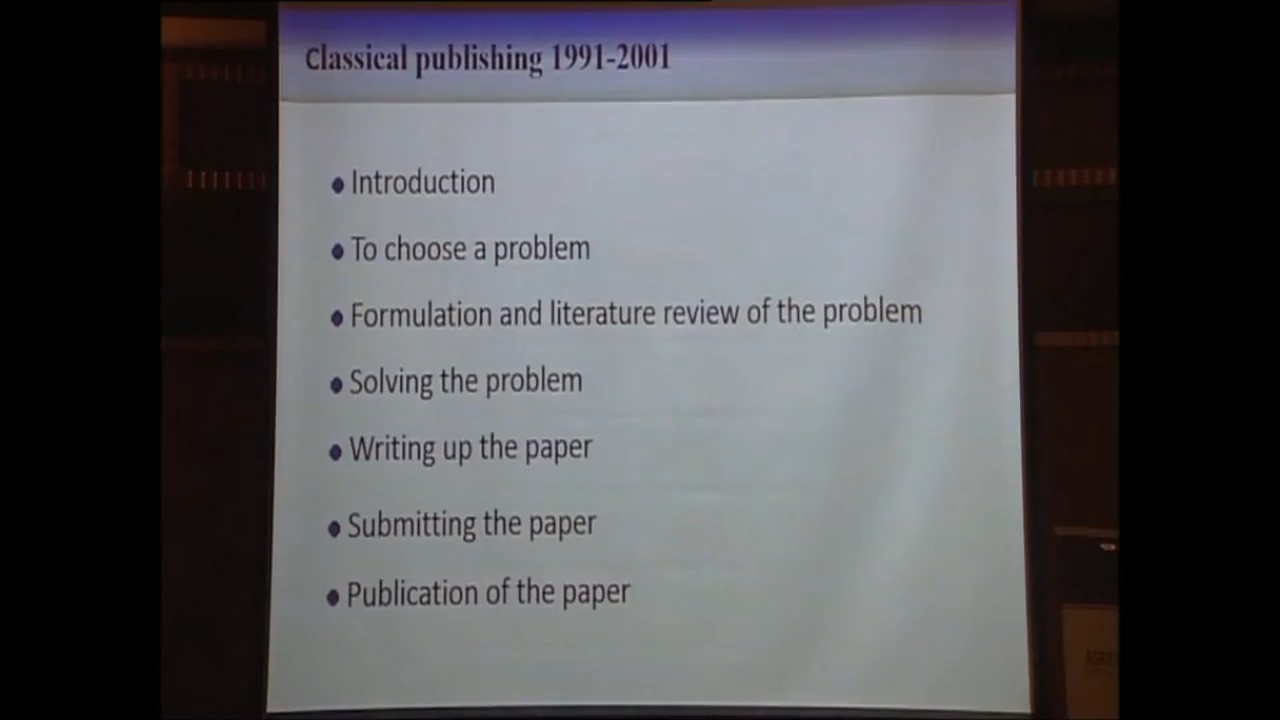 Classical publishing 1991-2001
• Introduction
• To choose a problem
• Formulation and literature review of the problem
• Solving the problem
• Writing up the paper
• Submitting the paper
• Publication of the paper